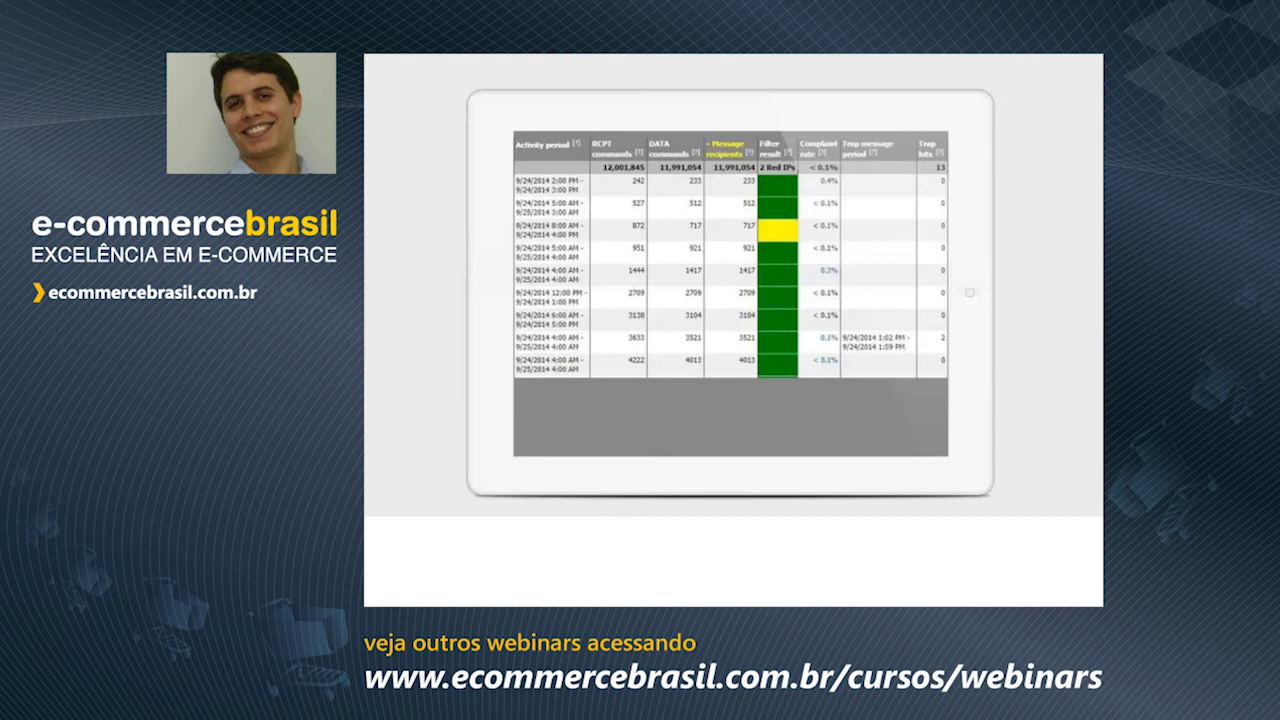 e-commercebrasil
EXCELÊNCIA EM E-COMMERCE
ecommercebrasil.com.br
Activity period [?] RCPT commands [?] DATA commands [?] Message recipients [?] Filter result [?] Complaint rate [?] Trap message period [?] Trap hits [?]
12,001,845 11,991,054 11,991,054 2 Red IPs < 0.1% 13
9/24/2014 2:00 PM - 9/24/2014 3:00 PM 242 233 233 0.4% 0
9/24/2014 5:00 AM - 9/25/2014 3:00 AM 527 512 512 < 0.1% 0
9/24/2014 8:00 AM - 9/24/2014 4:00 PM 872 717 717 < 0.1% 0
9/24/2014 5:00 AM - 9/25/2014 4:00 AM 951 921 921 < 0.1% 0
9/24/2014 4:00 AM - 9/25/2014 4:00 AM 1444 1417 1417 0.3% 0
9/24/2014 12:00 PM - 9/24/2014 1:00 PM 2709 2709 2709 < 0.1% 0
9/24/2014 6:00 AM - 9/24/2014 5:00 PM 3138 3104 3104 < 0.1% 0
9/24/2014 4:00 AM - 9/25/2014 4:00 AM 3633 3521 3521 0.1% 9/24/2014 1:02 PM - 9/24/2014 1:59 PM 2
9/24/2014 4:00 AM - 9/25/2014 4:00 AM 4222 4013 4013 < 0.1% 0
veja outros webinars acessando
www.ecommercebrasil.com.br/cursos/webinars